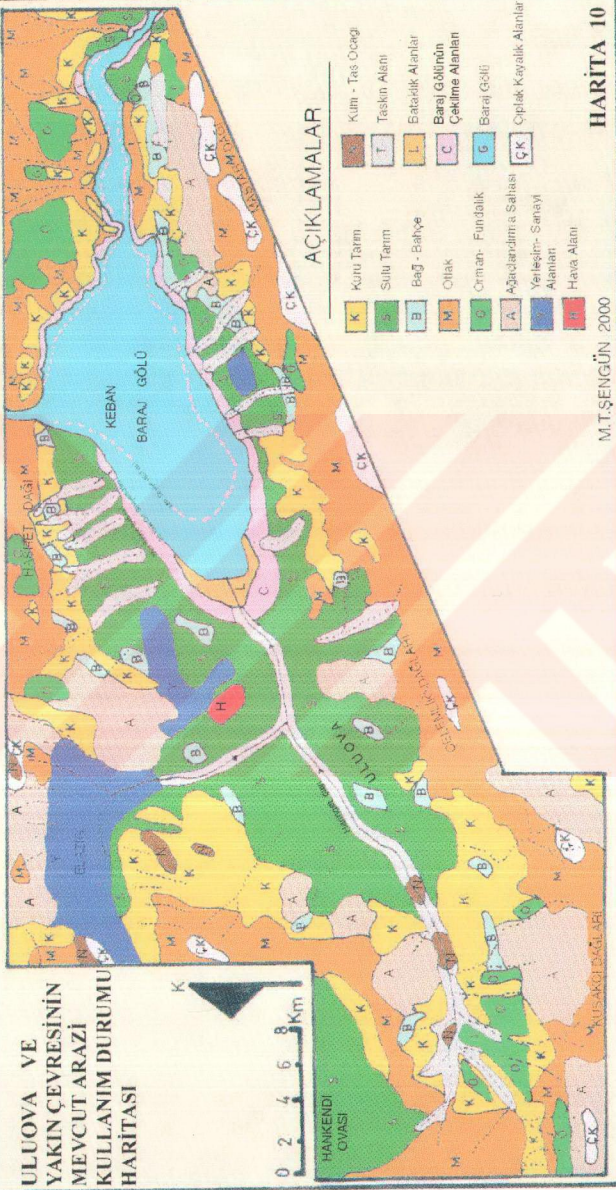 ULUOVA VE
YAKIN ÇEVRESİNİN
MEVCUT ARAZİ
KULLANIM DURUMU
HARİTASI
K
0 2 4 6 8 Km
HANKENDİ
OVASI
ELAZIĞ
HASRET DAĞI
KEBAN
BARAJ GÖLÜ
ULUOVA
KUŞAKÇI DAĞLARI
AÇIKLAMALAR
K Kuru Tarım
S Sulu Tarım
B Bağ - Bahçe
M Otlak
O Orman - Fundalık
A Ağaçlandırma Sahası
Y Yerleşim - Sanayi
Alanları
H Hava Alanı
N Kum - Taş Ocağı
T Taşkın Alanı
L Bataklık Alanlar
C Baraj Gölünün
Çekilme Alanları
G Baraj Gölü
ÇK Çıplak Kayalık Alanlar
M.T.ŞENGÜN 2000
HARİTA 10